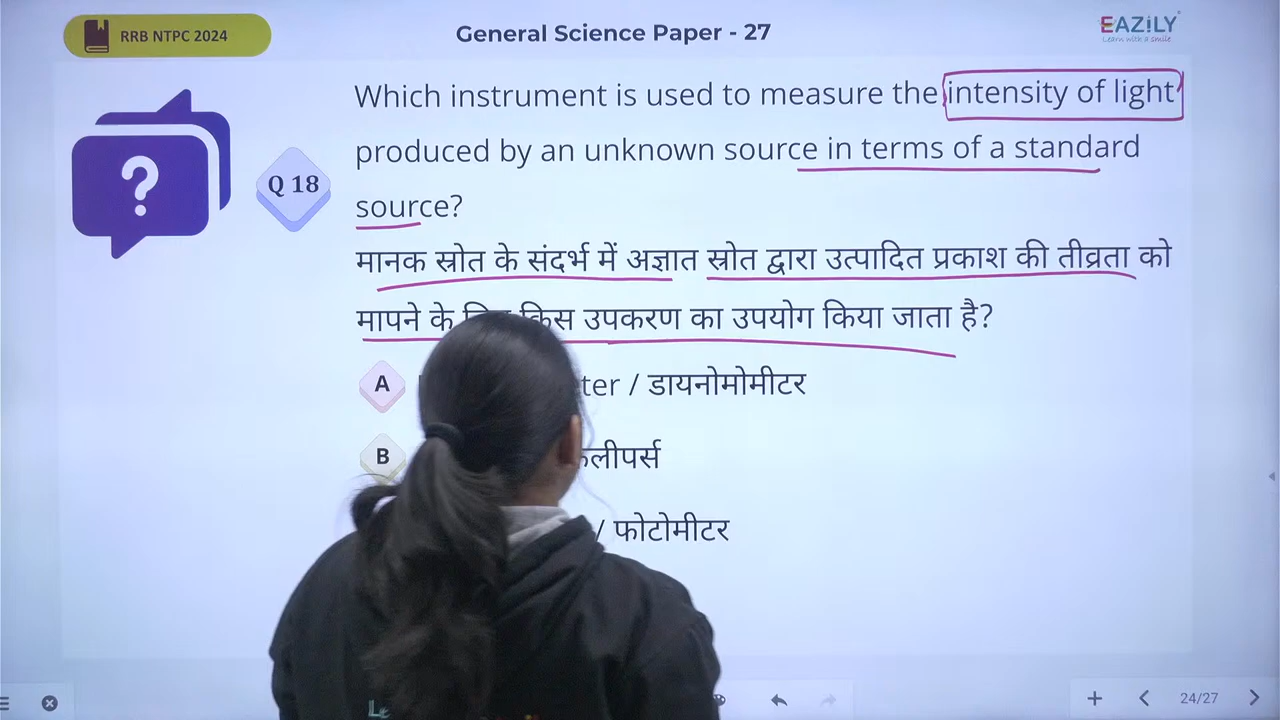 RRB NTPC 2024
General Science Paper - 27
EAZILY
Learn with a smile
Which instrument is used to measure the intensity of light
Q 18
produced by an unknown source in terms of a standard
source?
मानक स्रोत के संदर्भ में अज्ञात स्रोत द्वारा उत्पादित प्रकाश की तीव्रता को
मापने के किस उपकरण का उपयोग किया जाता है?
A / डायनोमोमीटर
B
/ फोटोमीटर
24/27